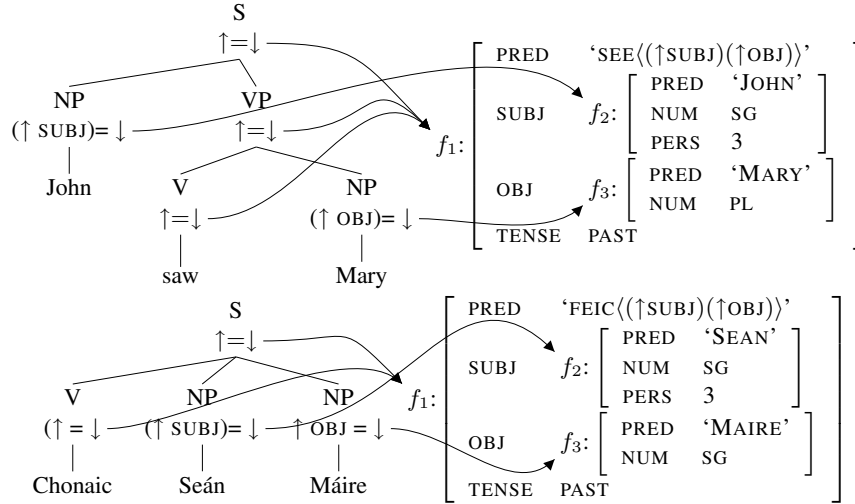 S
↑=↓
PRED ‘SEE⟨(↑SUBJ)(↑OBJ)⟩’
NP VP
SUBJ f2: PRED ‘JOHN’
(↑ SUBJ)= ↓ ↑=↓
NUM SG
f1:
PERS 3
John V NP
OBJ f3: PRED ‘MARY’
↑=↓ (↑ OBJ)= ↓
NUM PL
TENSE PAST
saw Mary
S
↑=↓
PRED ‘FEIC⟨(↑SUBJ)(↑OBJ)⟩’
SUBJ f2: PRED ‘SEAN’
NUM SG
V NP NP
f1:
PERS 3
(↑ = ↓ (↑ SUBJ)= ↓ ↑ OBJ = ↓
OBJ f3: PRED ‘MAIRE’
NUM SG
Chonaic Seán Máire
TENSE PAST